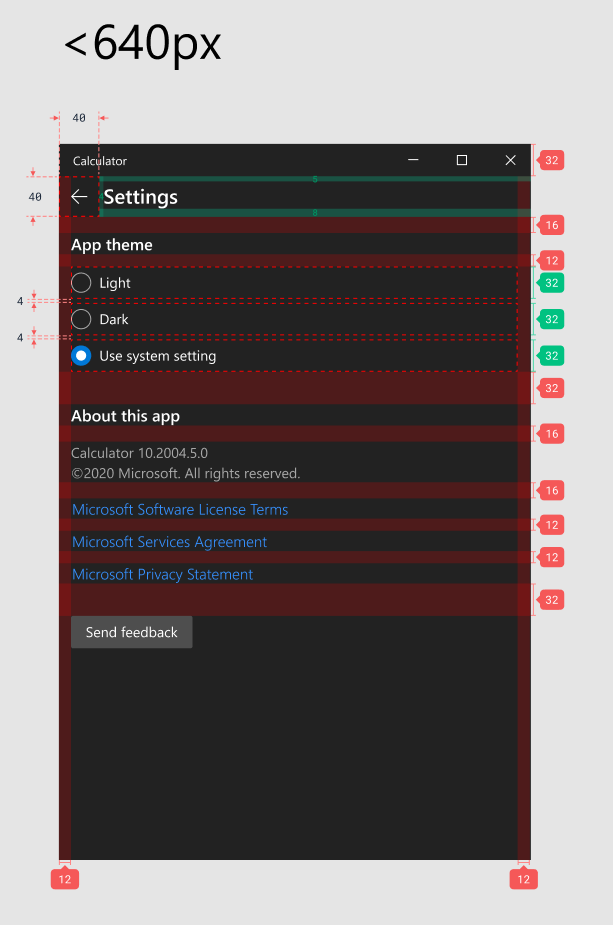 <640px
40
Calculator
32
5
40
Settings
8
16
App theme
12
Light
32
4
Dark
32
4
Use system setting
32
32
About this app
16
Calculator 10.2004.5.0
©2020 Microsoft. All rights reserved.
16
Microsoft Software License Terms
12
Microsoft Services Agreement
12
Microsoft Privacy Statement
32
Send feedback
12
12